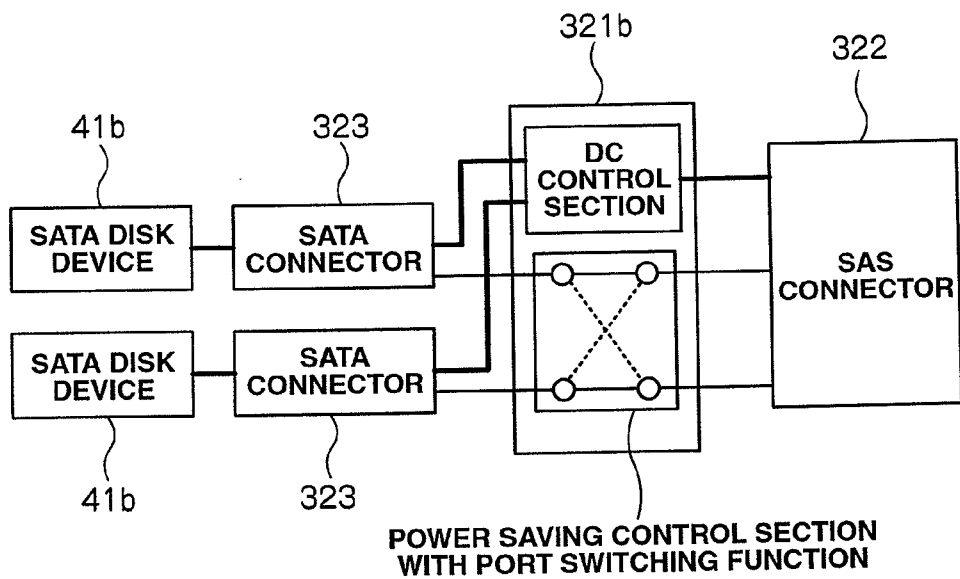 321b
322
41b
323
DC
CONTROL
SECTION
SATA DISK
DEVICE
SATA
CONNECTOR
SAS
CONNECTOR
SATA DISK
DEVICE
SATA
CONNECTOR
41b
323
POWER SAVING CONTROL SECTION
WITH PORT SWITCHING FUNCTION